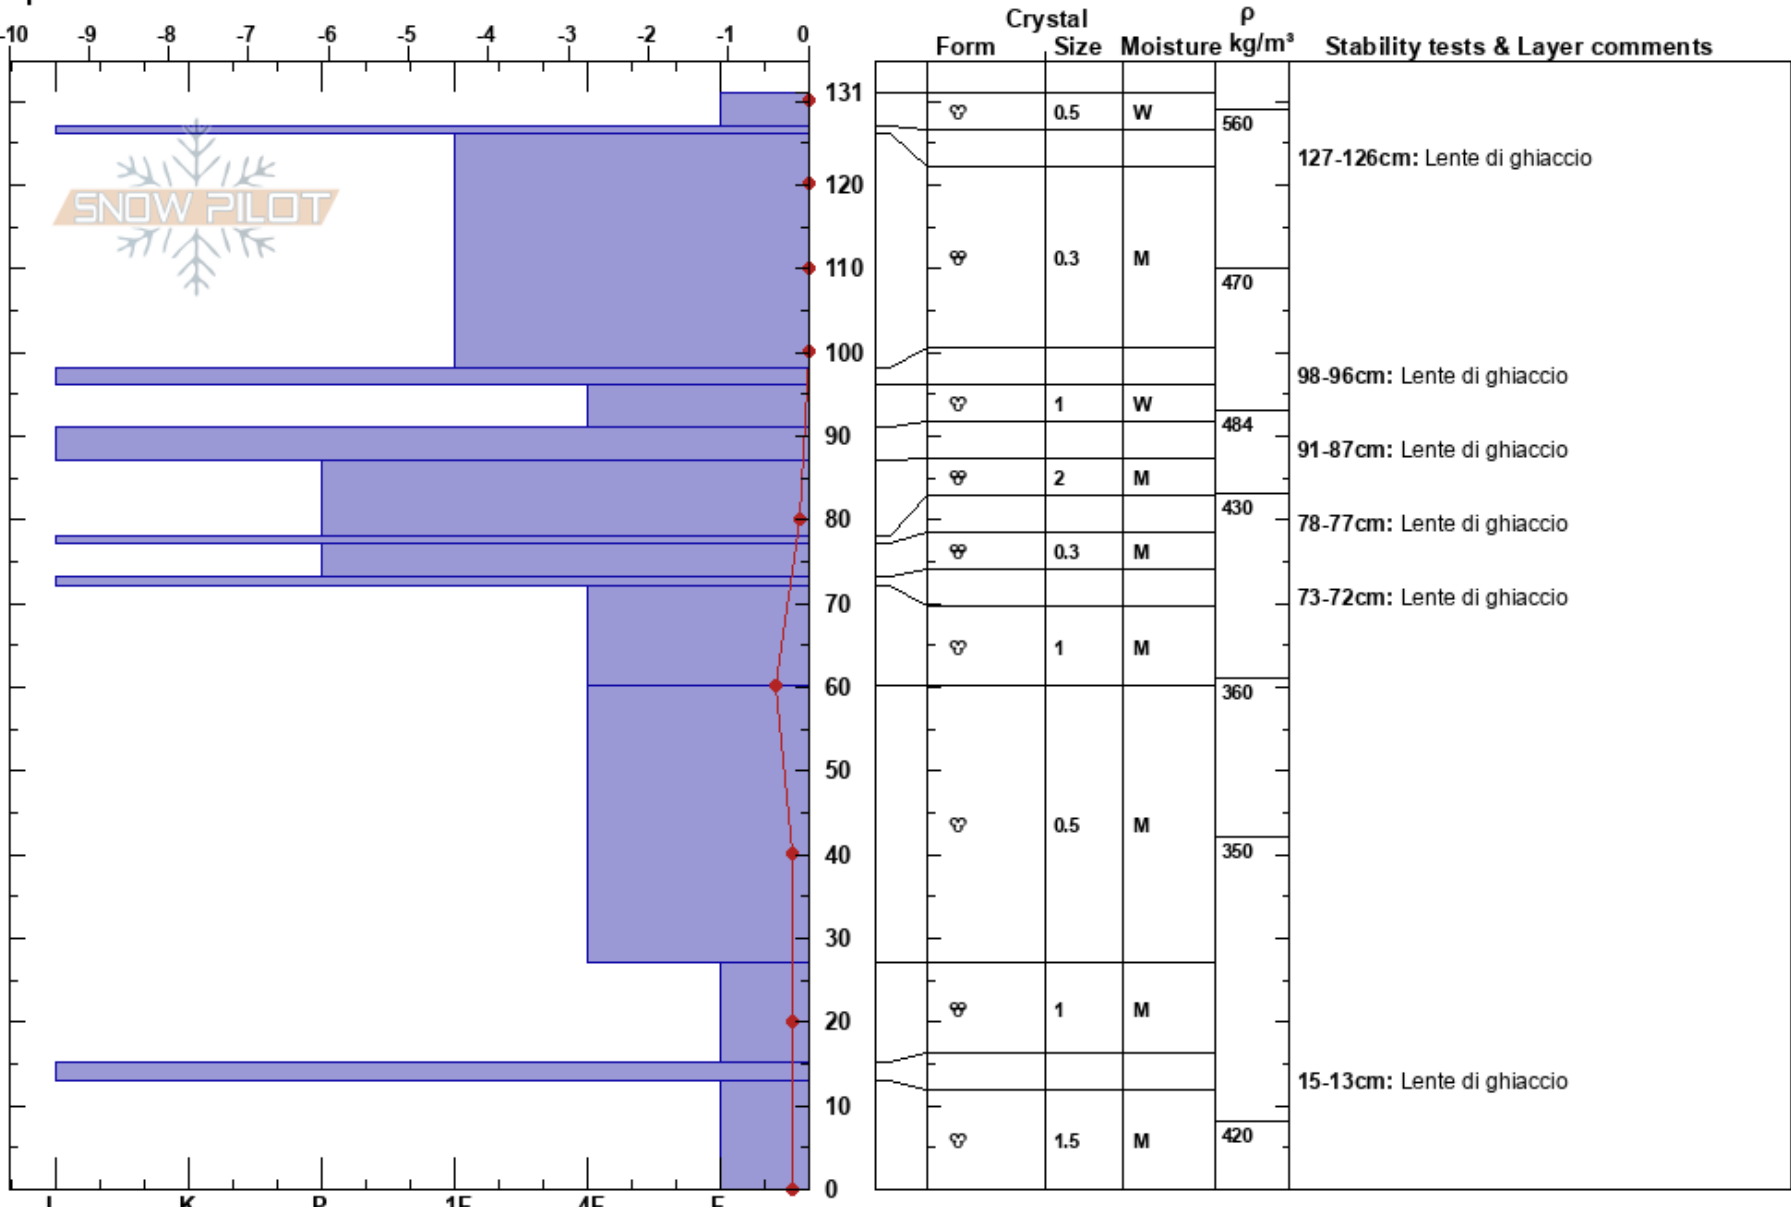 Crystal ρ
-10 -9 -8 -7 -6 -5 -4 -3 -2 -1 0 Form Size Moisture kg/m³ Stability tests & Layer comments
131
0.5 W
560
127-126cm: Lente di ghiaccio
SNOW PILOT
120
110 0.3 M
470
100
98-96cm: Lente di ghiaccio
1 W
484
90
91-87cm: Lente di ghiaccio
2 M
430
80
78-77cm: Lente di ghiaccio
0.3 M
73-72cm: Lente di ghiaccio
70
1 M
60
360
50
0.5 M
40
350
30
20
1 M
15-13cm: Lente di ghiaccio
10
420
1.5 M
0
I K P 1F 4F F